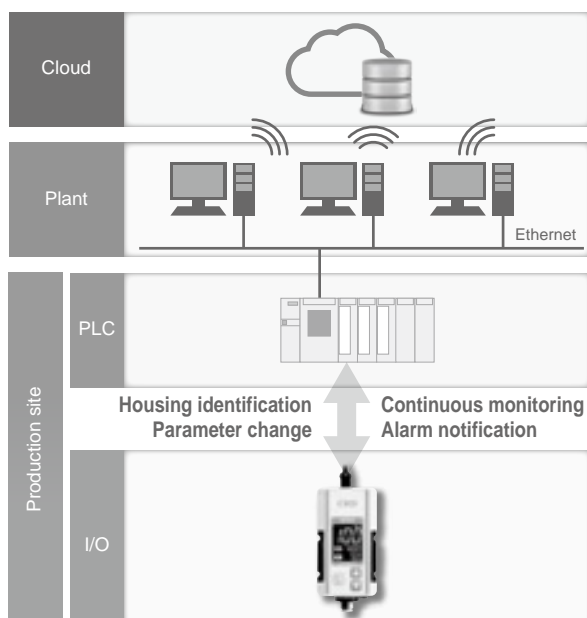 Cloud
Plant
Ethernet
Production site
PLC
Housing identification
Parameter change
Continuous monitoring
Alarm notification
I/O